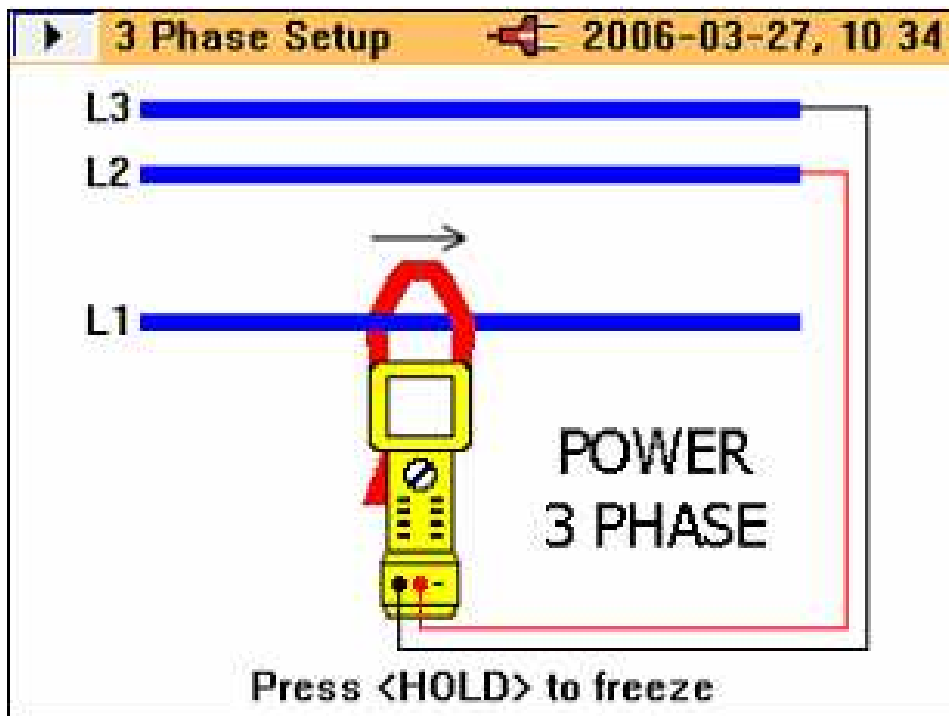 3 Phase Setup 2006-03-27, 10 34
L3
L2
L1
POWER
3 PHASE
Press <HOLD> to freeze